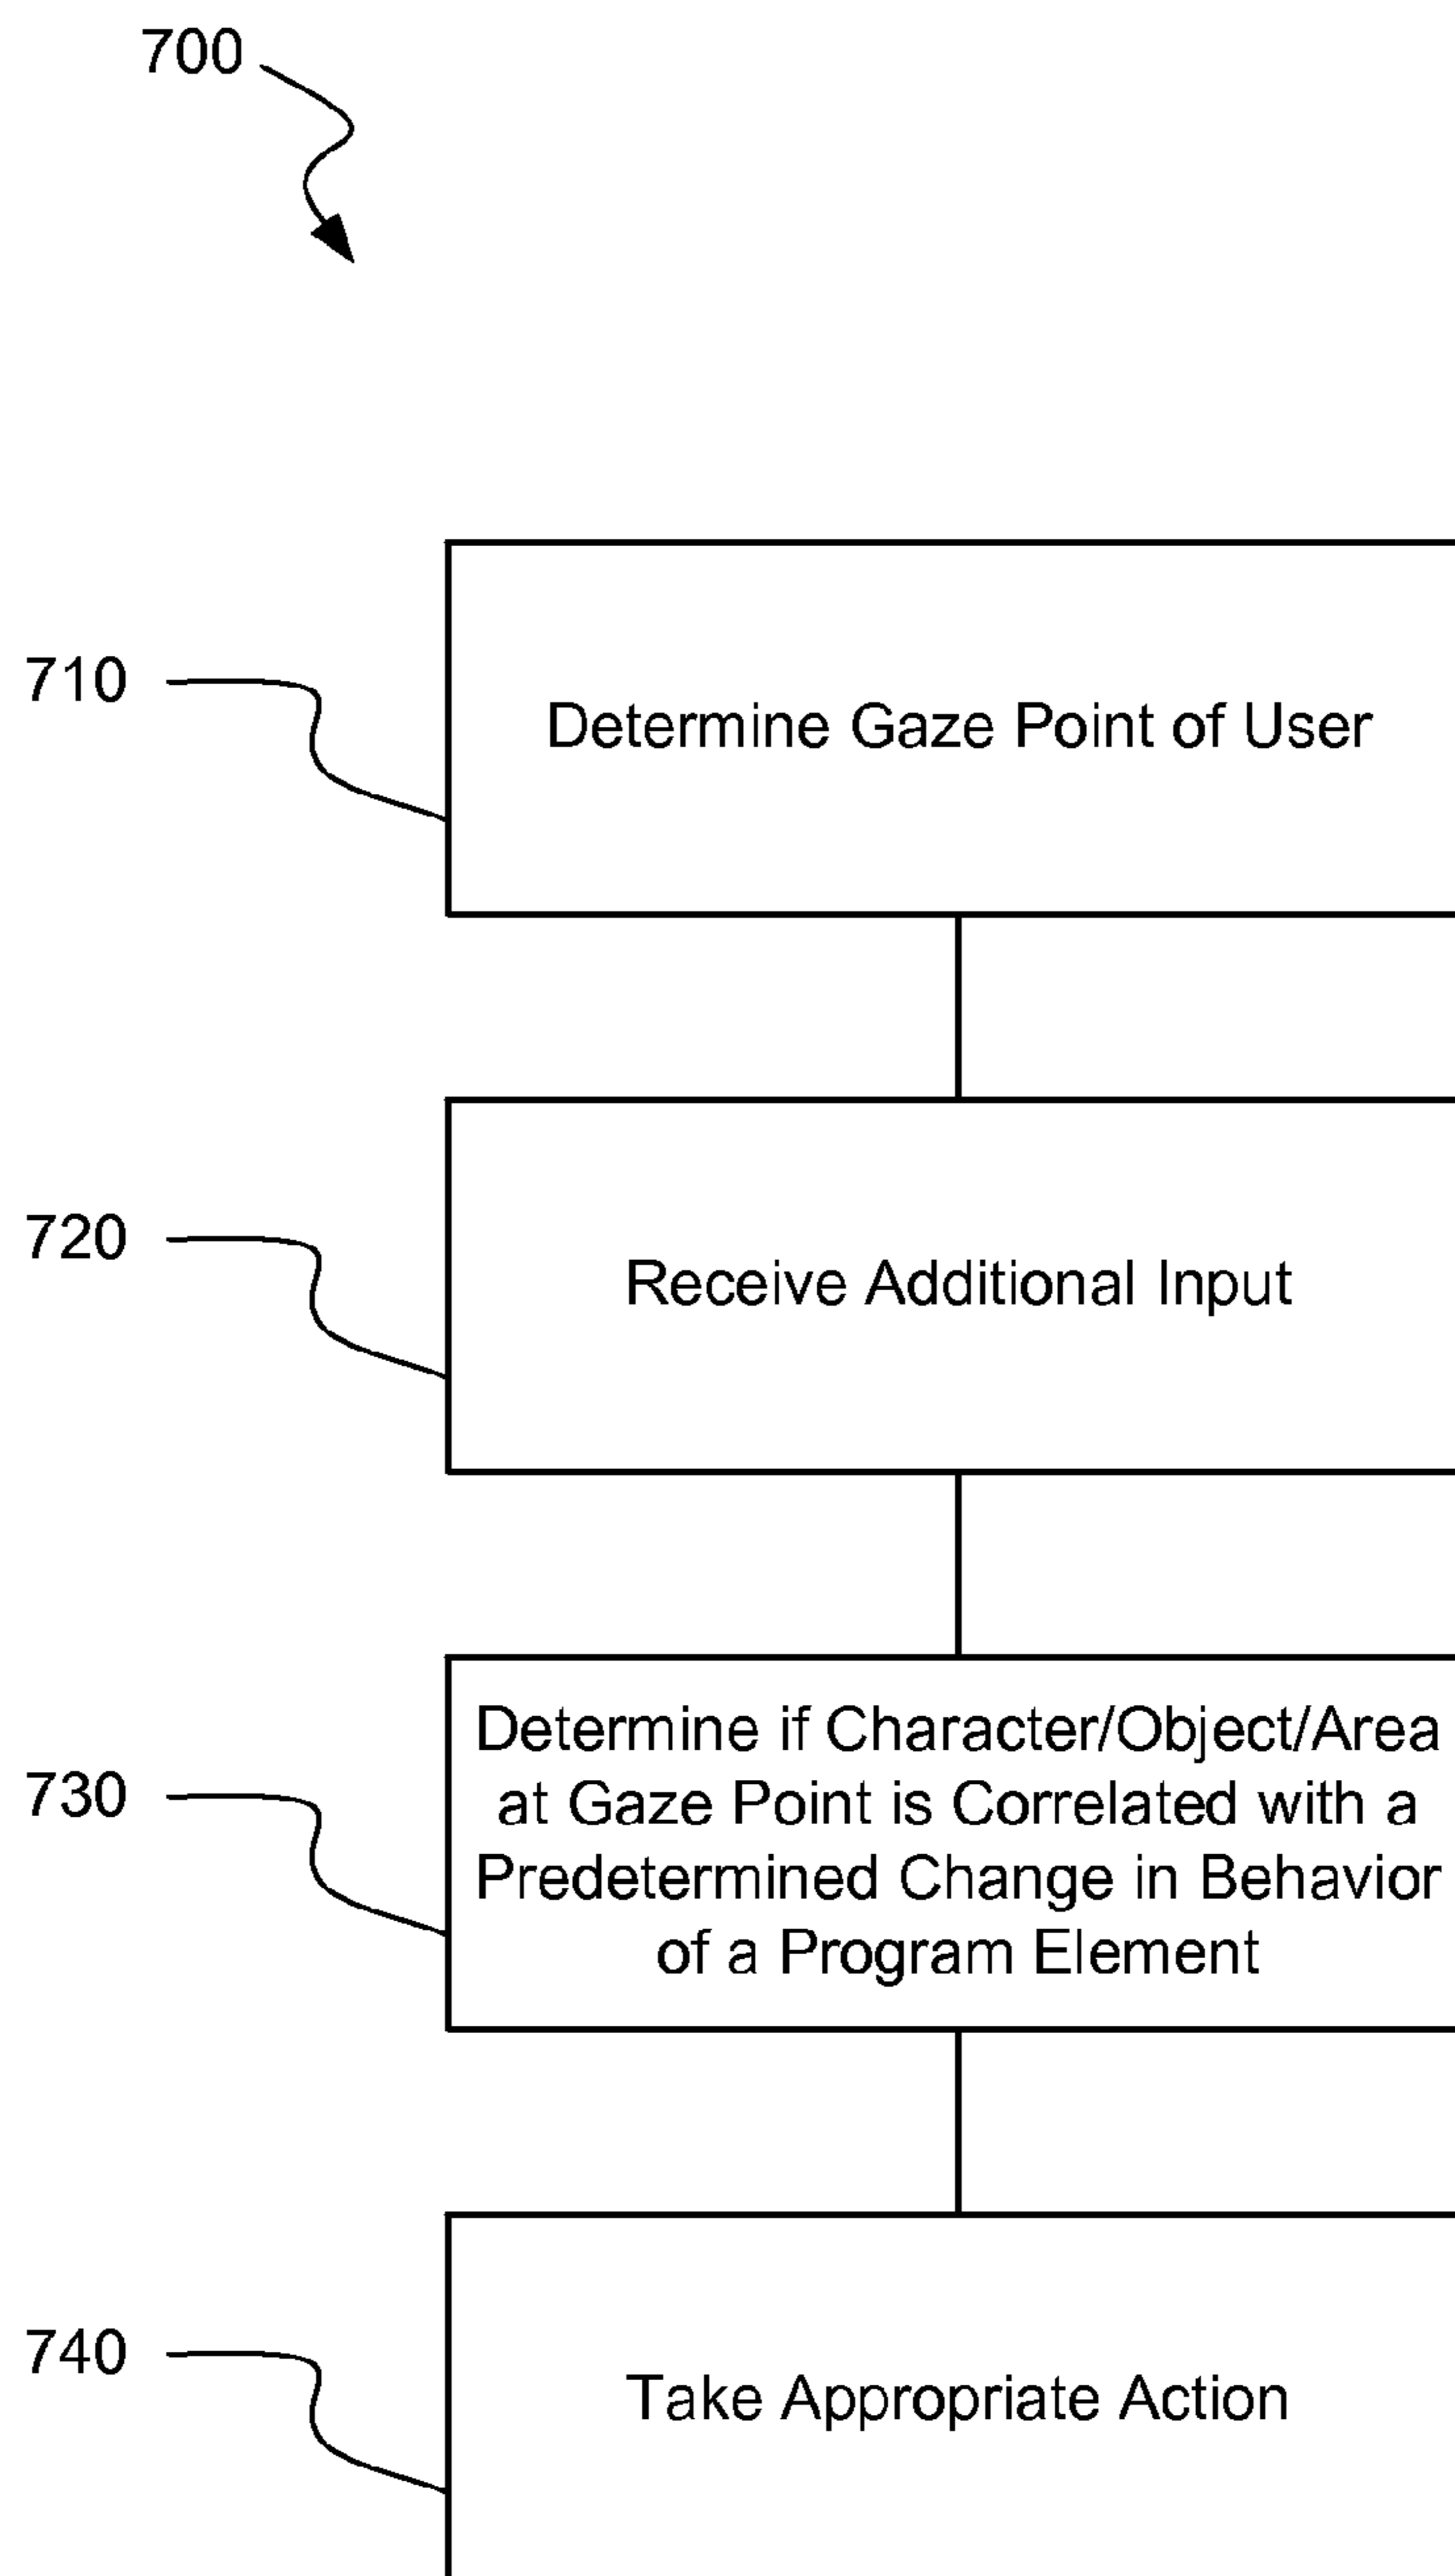 700
710
Determine Gaze Point of User
720
Receive Additional Input
730
Determine if Character/Object/Area
at Gaze Point is Correlated with a
Predetermined Change in Behavior
of a Program Element
740
Take Appropriate Action